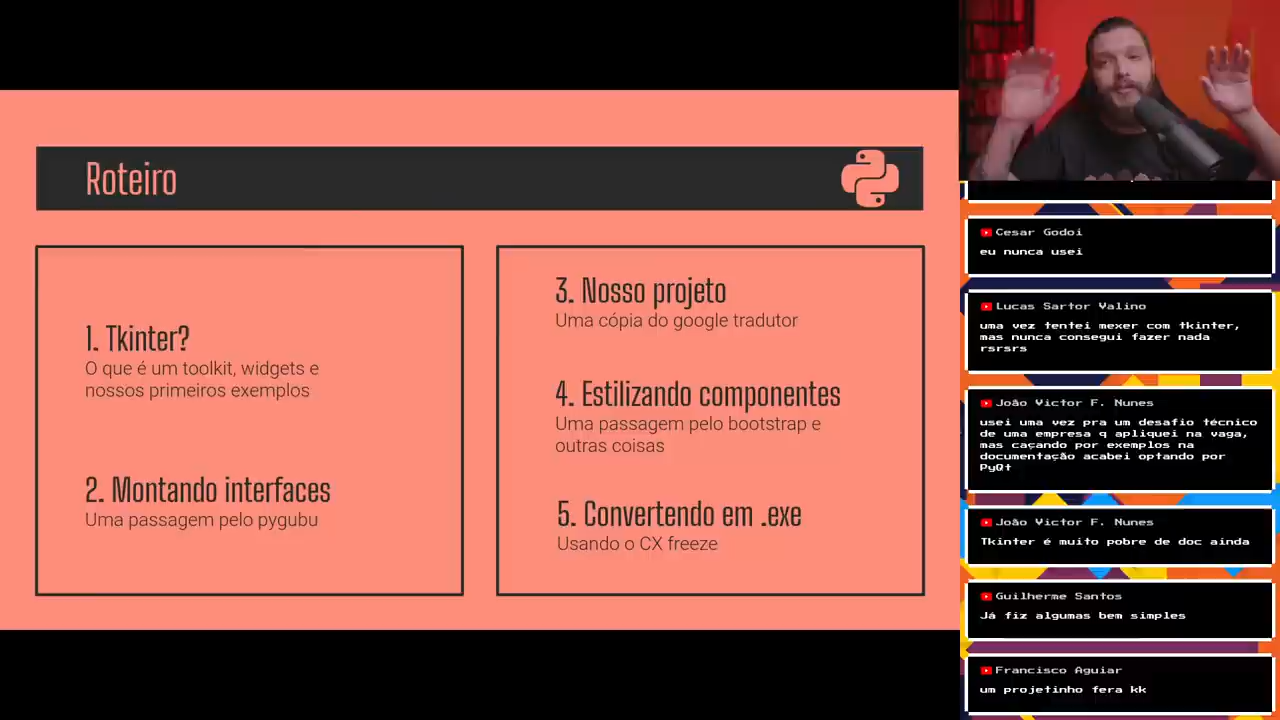 Roteiro
1. Tkinter?
O que é um toolkit, widgets e
nossos primeiros exemplos
2. Montando interfaces
Uma passagem pelo pygubu
3. Nosso projeto
Uma cópia do google tradutor
4. Estilizando componentes
Uma passagem pelo bootstrap e
outras coisas
5. Convertendo em .exe
Usando o CX freeze
Cesar Godoi
eu nunca usei
Lucas Sartor Valino
uma vez tentei mexer com tkinter,
mas nunca consegui fazer nada
rsrsrs
João Victor F. Nunes
usei uma vez pra um desafio técnico
de uma empresa q apliquei na vaga,
mas caçando por exemplos na
documentação acabei optando por
PyQt
João Victor F. Nunes
Tkinter é muito pobre de doc ainda
Guilherme Santos
Já fiz algumas bem simples
Francisco Aguiar
um projetinho fera kk